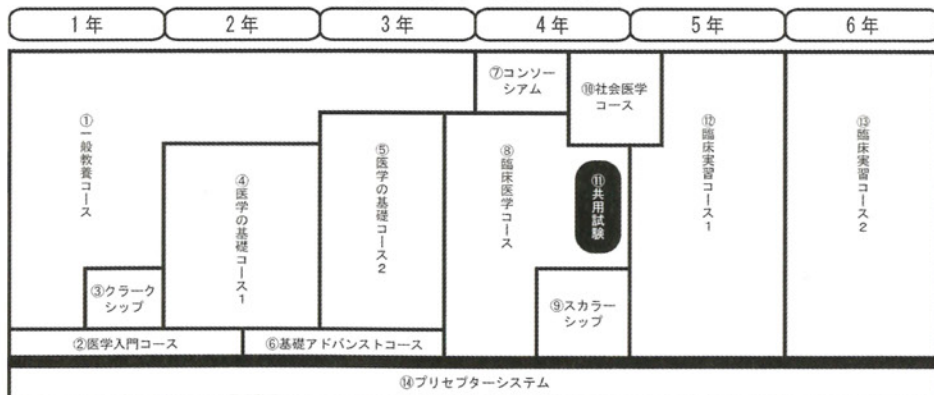 1年
2年
3年
4年
5年
6年
①一般教養コース
②医学入門コース
③クラーク
シップ
④医学の基礎コース1
⑤医学の基礎コース2
⑥基礎アドバンストコース
⑦コンソー
シアム
⑧臨床医学コース
⑨スカラー
シップ
⑩社会医学
コース
⑪共用試験
⑫臨床実習コース1
⑬臨床実習コース2
⑭プリセプターシステム